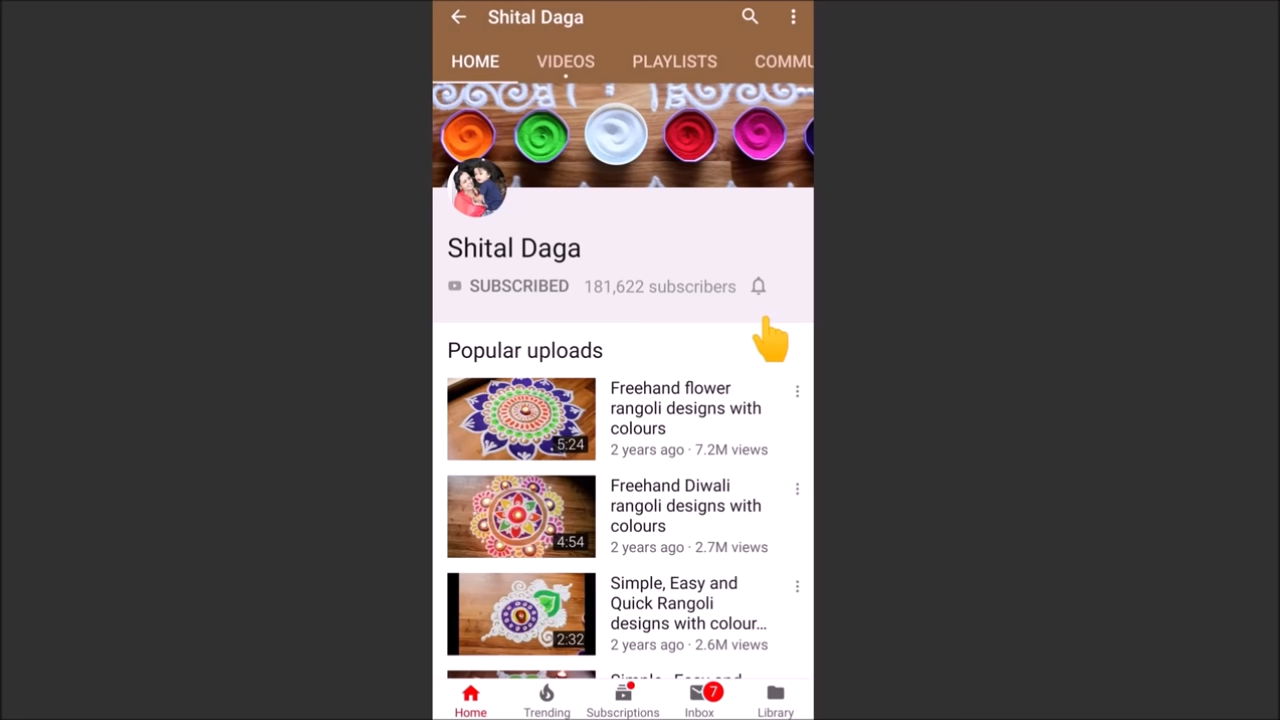 Shital Daga
HOME VIDEOS PLAYLISTS COMMU
Shital Daga
SUBSCRIBED 181,622 subscribers
Popular uploads
Freehand flower
rangoli designs with
colours
2 years ago · 7.2M views
5:24
Freehand Diwali
rangoli designs with
colours
2 years ago · 2.7M views
4:54
Simple, Easy and
Quick Rangoli
designs with colour...
2 years ago · 2.6M views
2:32
Simple, Easy and
7
Home Trending Subscriptions Inbox Library